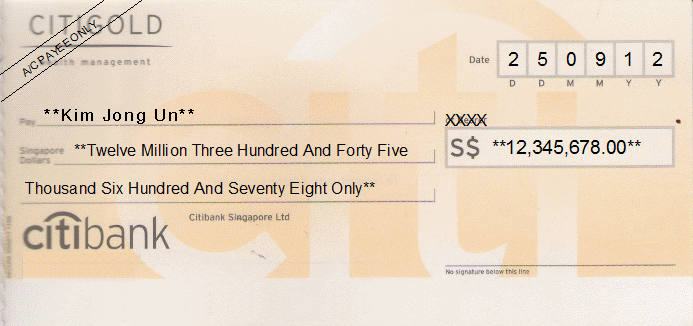 CITIGOLD
A/C PAYEE ONLY
wealth management
Date 2 5 0 9 1 2
D D M M Y Y
Pay **Kim Jong Un**
XXXX
Singapore Dollars **Twelve Million Three Hundred And Forty Five
S$ **12,345,678.00**
Thousand Six Hundred And Seventy Eight Only**
Citibank Singapore Ltd
citibank
No signature below this line